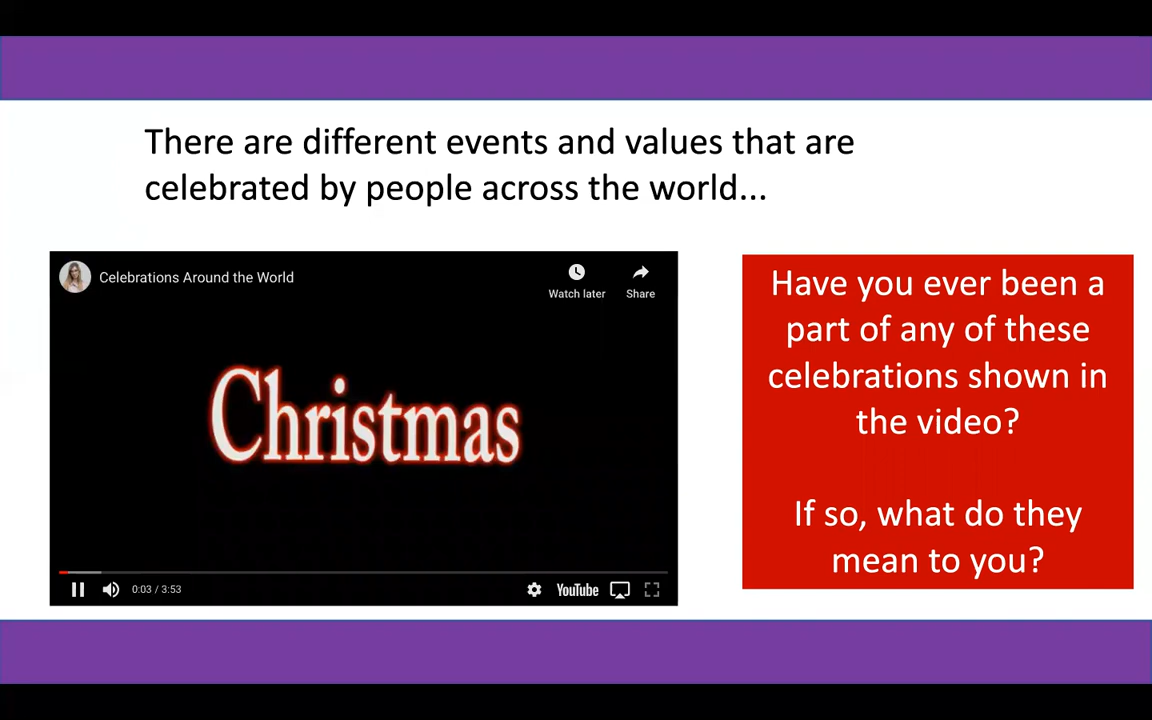 There are different events and values that are
celebrated by people across the world...
Celebrations Around the World
Watch later
Share
Christmas
0:03 / 3:53
YouTube
Have you ever been a
part of any of these
celebrations shown in
the video?
If so, what do they
mean to you?